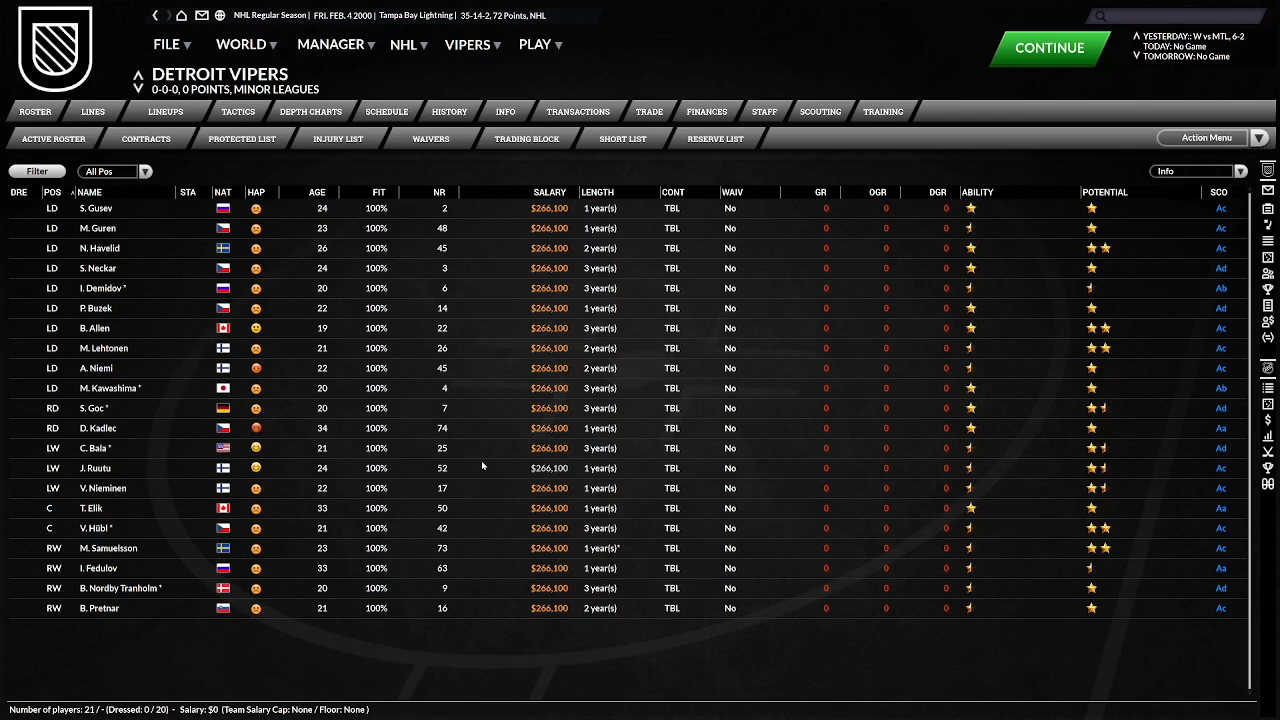 NHL Regular Season | FRI. FEB. 4 2000 | Tampa Bay Lightning | 35-14-2, 72 Points, NHL
FILE WORLD MANAGER NHL VIPERS PLAY
CONTINUE
YESTERDAY:: W vs MTL, 6-2
TODAY: No Game
TOMORROW: No Game
DETROIT VIPERS
0-0-0, 0 POINTS, MINOR LEAGUES
ROSTER LINES LINEUPS TACTICS DEPTH CHARTS SCHEDULE HISTORY INFO TRANSACTIONS TRADE FINANCES STAFF SCOUTING TRAINING
ACTIVE ROSTER CONTRACTS PROTECTED LIST INJURY LIST WAIVERS TRADING BLOCK SHORT LIST RESERVE LIST Action Menu
Filter All Pos Info
DRE POS NAME STA NAT HAP AGE FIT NR SALARY LENGTH CONT WAIV GR OGR DGR ABILITY POTENTIAL SCO
LD S. Gusev 24 100% 2 $266,100 1 year(s) TBL No 0 0 0 Ac
LD M. Guren 23 100% 48 $266,100 1 year(s) TBL No 0 0 0 Ac
LD N. Havelid 26 100% 45 $266,100 2 year(s) TBL No 0 0 0 Ac
LD S. Neckar 24 100% 3 $266,100 3 year(s) TBL No 0 0 0 Ad
LD I. Demidov * 20 100% 6 $266,100 3 year(s) TBL No 0 0 0 Ab
LD P. Buzek 22 100% 14 $266,100 1 year(s) TBL No 0 0 0 Ad
LD B. Allen 19 100% 22 $266,100 3 year(s) TBL No 0 0 0 Ac
LD M. Lehtonen 21 100% 26 $266,100 2 year(s) TBL No 0 0 0 Ac
LD A. Niemi 22 100% 45 $266,100 2 year(s) TBL No 0 0 0 Ac
LD M. Kawashima * 20 100% 4 $266,100 3 year(s) TBL No 0 0 0 Ab
RD S. Goc * 20 100% 7 $266,100 3 year(s) TBL No 0 0 0 Ad
RD D. Kadlec 34 100% 74 $266,100 1 year(s) TBL No 0 0 0 Aa
LW C. Bala * 21 100% 25 $266,100 3 year(s) TBL No 0 0 0 Ad
LW J. Ruutu 24 100% 52 $266,100 1 year(s) TBL No 0 0 0 Ac
LW V. Nieminen 22 100% 17 $266,100 1 year(s) TBL No 0 0 0 Ac
C T. Elik 33 100% 50 $266,100 1 year(s) TBL No 0 0 0 Aa
C V. Hübl * 21 100% 42 $266,100 3 year(s) TBL No 0 0 0 Ac
RW M. Samuelsson 23 100% 73 $266,100 1 year(s)* TBL No 0 0 0 Ac
RW I. Fedulov 33 100% 63 $266,100 1 year(s) TBL No 0 0 0 Aa
RW B. Nordby Tranholm * 20 100% 9 $266,100 3 year(s) TBL No 0 0 0 Ad
RW B. Pretnar 21 100% 16 $266,100 2 year(s) TBL No 0 0 0 Ac
Number of players: 21 / - (Dressed: 0 / 20) - Salary: $0 (Team Salary Cap: None / Floor: None )